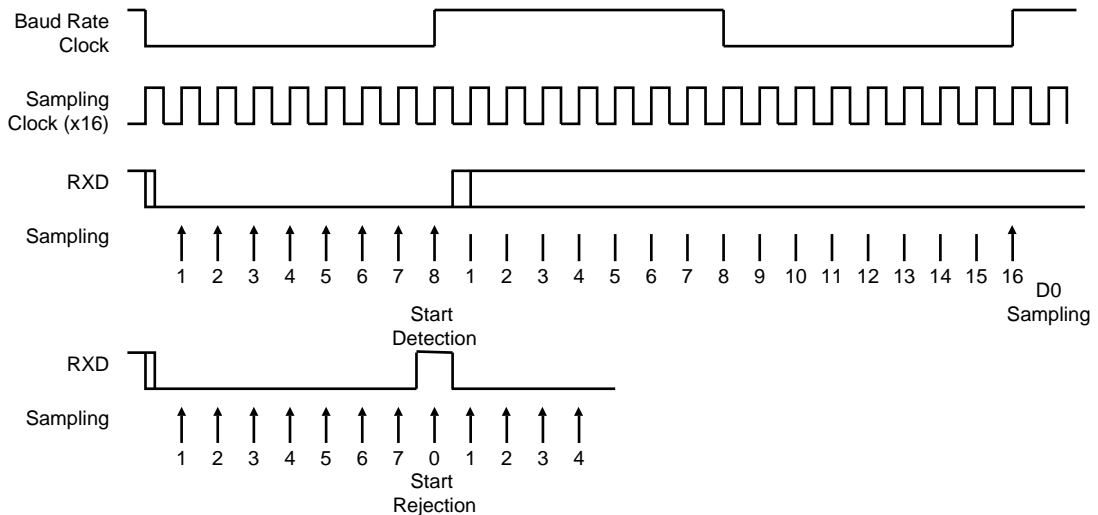 Baud Rate
Clock
Sampling
Clock (x16)
RXD
Sampling
1 2 3 4 5 6 7 8 1 2 3 4 5 6 7 8 9 10 11 12 13 14 15 16
D0
Sampling
Start
Detection
RXD
Sampling
1 2 3 4 5 6 7 0 1 2 3 4
Start
Rejection